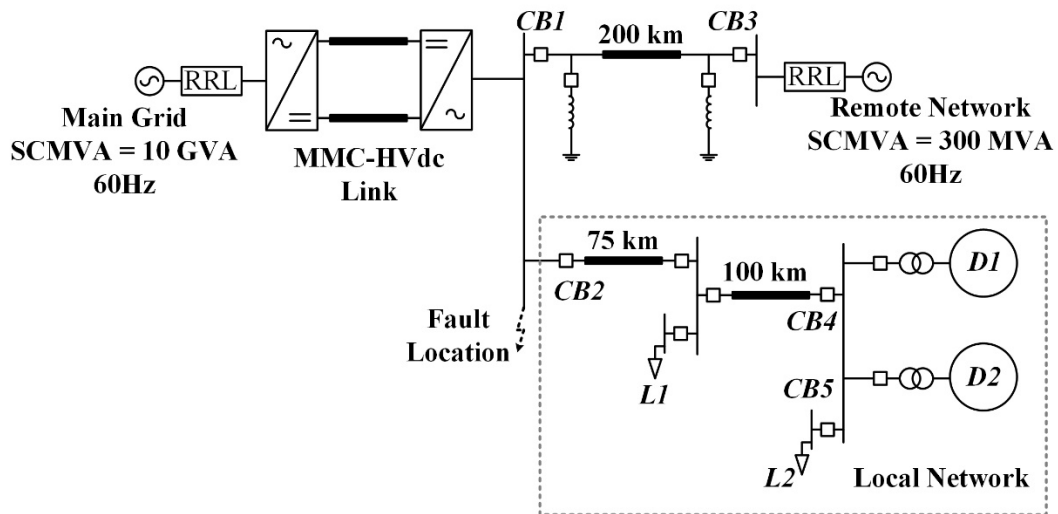 CB1
200 km
CB3
RRL
RRL
Main Grid
SCMVA = 10 GVA
60Hz
MMC-HVdc
Link
Remote Network
SCMVA = 300 MVA
60Hz
75 km
100 km
D1
CB2
CB4
Fault
Location
L1
CB5
D2
L2
Local Network